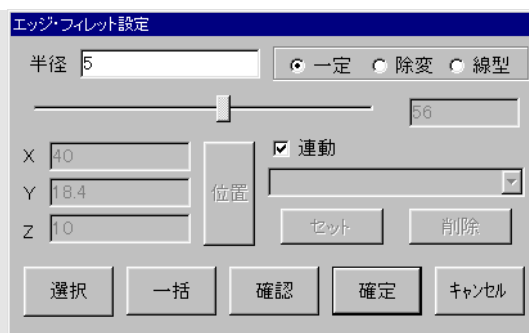 エッジ・フィレット設定
半径 5 一定 除変 線型
56
X 40 連動
Y 18.4 位置
Z 10 セット 削除
選択 一括 確認 確定 キャンセル